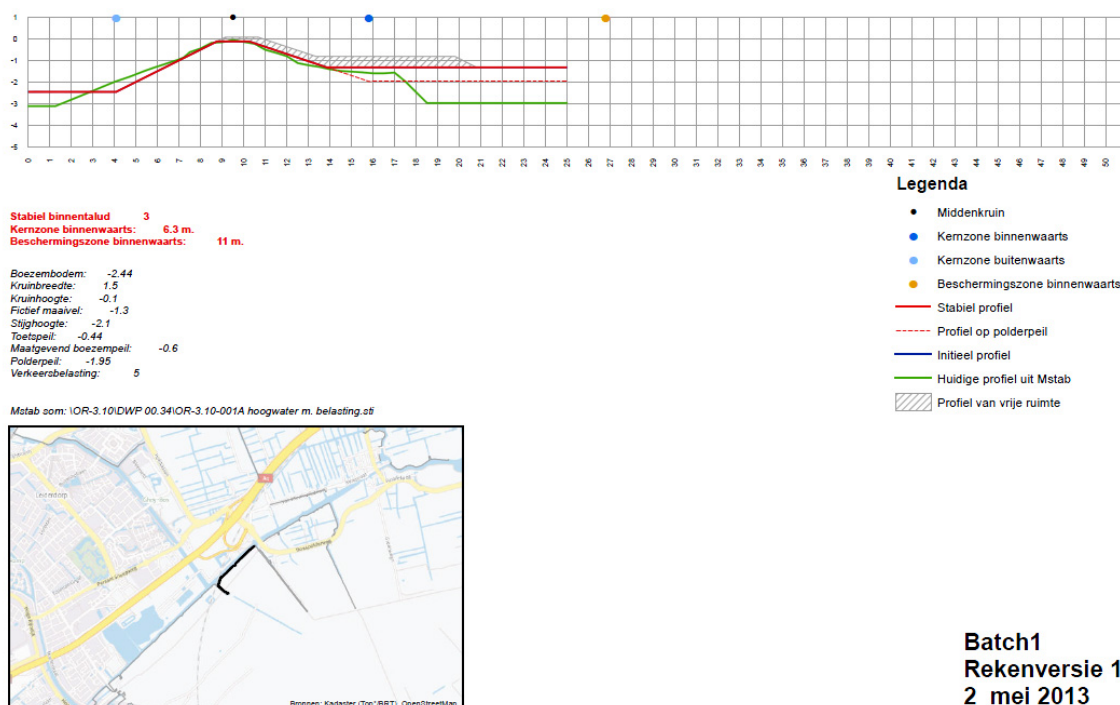 1
0
-1
-2
-3
-4
-5
0 1 2 3 4 5 6 7 8 9 10 11 12 13 14 15 16 17 18 19 20 21 22 23 24 25 26 27 28 29 30 31 32 33 34 35 36 37 38 39 40 41 42 43 44 45 46 47 48 49 50
Stabiel binnentalud 3
Kernzone binnenwaarts: 6.3 m.
Beschermingszone binnenwaarts: 11 m.
Boezembodem: -2.44
Kruinbreedte: 1.5
Kruinhoogte: -0.1
Fictief maaivel: -1.3
Stijghoogte: -2.1
Toetspeil: -0.44
Maatgevend boezempeil: -0.6
Polderpeil: -1.95
Verkeersbelasting: 5
Mstab som: \OR-3.10\DWP 00.34\OR-3.10-001A hoogwater m. belasting.sti
Legenda
Middenkruin
Kernzone binnenwaarts
Kernzone buitenwaarts
Beschermingszone binnenwaarts
Stabiel profiel
Profiel op polderpeil
Initieel profiel
Huidige profiel uit Mstab
Profiel van vrije ruimte
Leiderdorp
Bronnen: Kadaster (Top*/BRT), OpenStreetMap
Batch1
Rekenversie 1
2 mei 2013